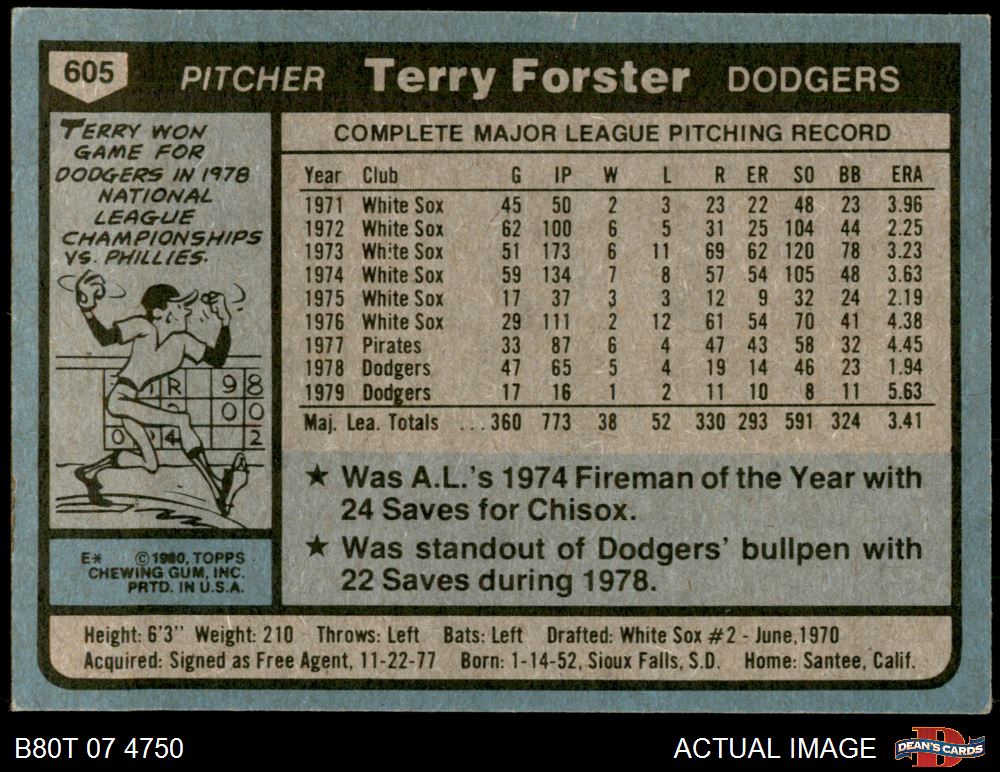 605 PITCHER Terry Forster DODGERS
TERRY WON
GAME FOR
DODGERS IN 1978
NATIONAL
LEAGUE
CHAMPIONSHIPS
VS. PHILLIES.
R 9 8
0 0
0 4 2
E* © 1980, TOPPS
CHEWING GUM, INC.
PRTD. IN U.S.A.
COMPLETE MAJOR LEAGUE PITCHING RECORD
Year Club G IP W L R ER SO BB ERA
1971 White Sox 45 50 2 3 23 22 48 23 3.96
1972 White Sox 62 100 6 5 31 25 104 44 2.25
1973 White Sox 51 173 6 11 69 62 120 78 3.23
1974 White Sox 59 134 7 8 57 54 105 48 3.63
1975 White Sox 17 37 3 3 12 9 32 24 2.19
1976 White Sox 29 111 2 12 61 54 70 41 4.38
1977 Pirates 33 87 6 4 47 43 58 32 4.45
1978 Dodgers 47 65 5 4 19 14 46 23 1.94
1979 Dodgers 17 16 1 2 11 10 8 11 5.63
Maj. Lea. Totals ...360 773 38 52 330 293 591 324 3.41
★ Was A.L.'s 1974 Fireman of the Year with
24 Saves for Chisox.
★ Was standout of Dodgers' bullpen with
22 Saves during 1978.
Height: 6'3" Weight: 210 Throws: Left Bats: Left Drafted: White Sox #2 - June, 1970
Acquired: Signed as Free Agent, 11-22-77 Born: 1-14-52, Sioux Falls, S.D. Home: Santee, Calif.
B80T 07 4750 ACTUAL IMAGE DEAN'S CARDS